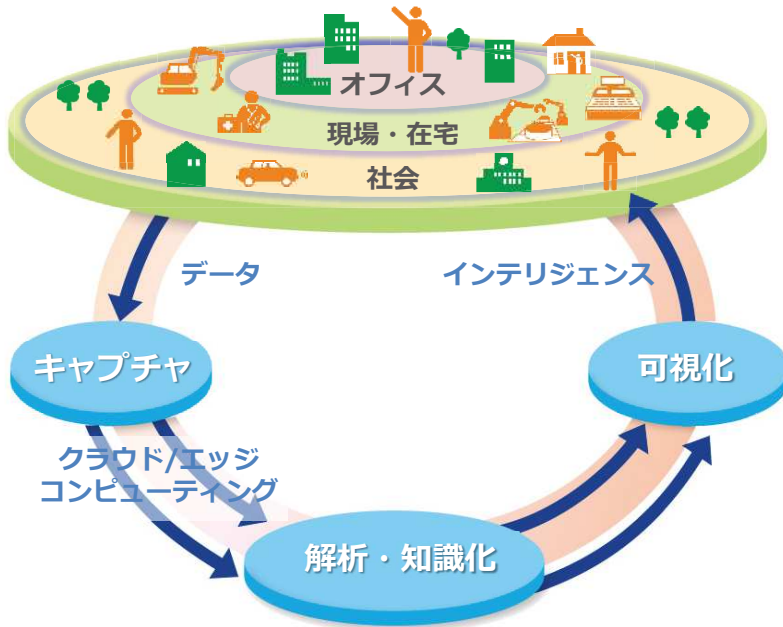 オフィス
現場・在宅
社会
データ
インテリジェンス
キャプチャ
可視化
クラウド/エッジ
コンピューティング
解析・知識化